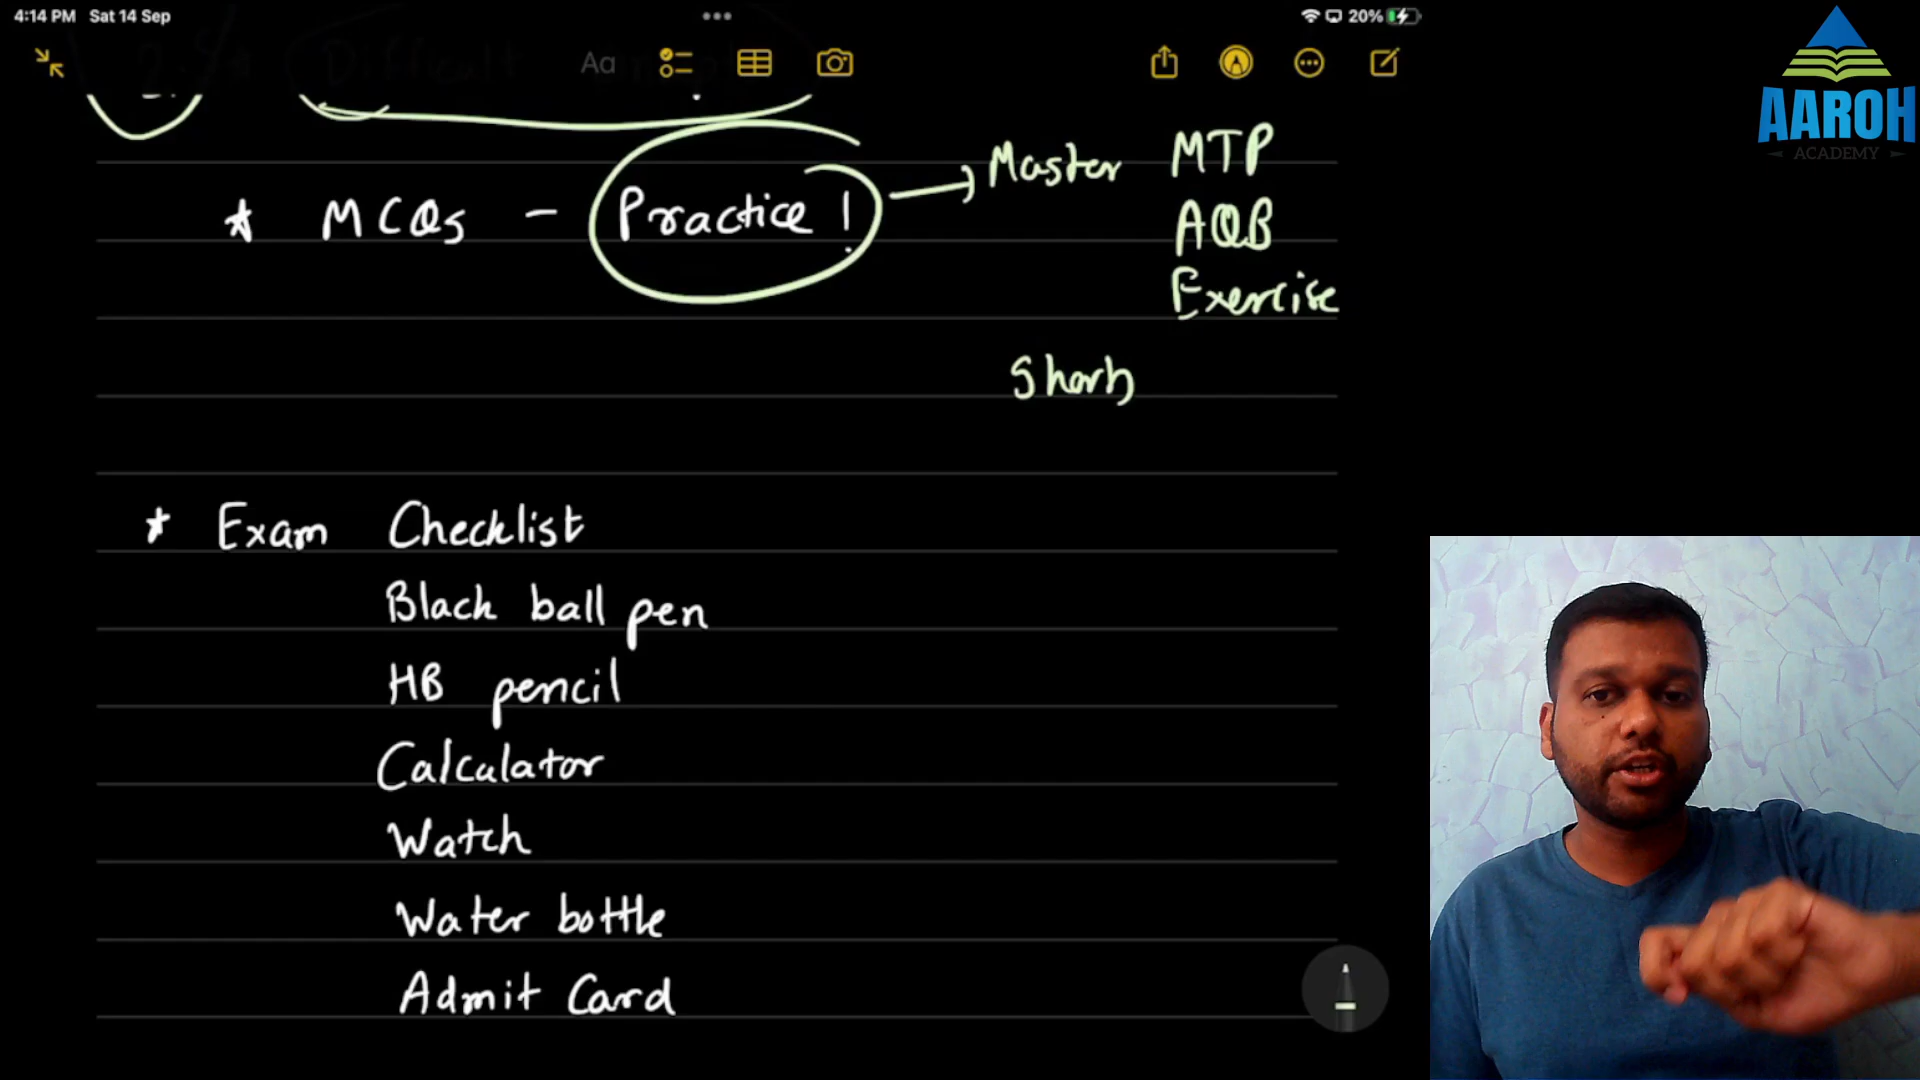 4:14 PM Sat 14 Sep
20%
Aa
Difficult
AAROH
ACADEMY
Master MTP
* MCQs - Practice !
AQB
Exercise
* Exam Checklist
Black ball pen
HB pencil
Calculator
Watch
Water bottle
Admit Card